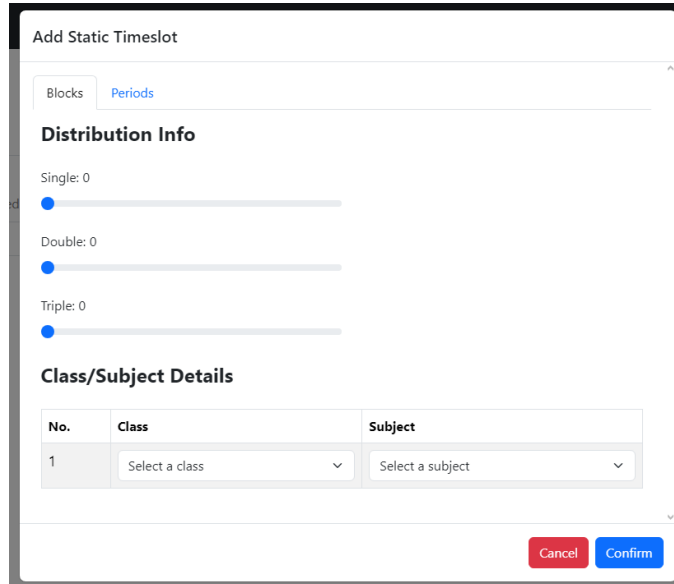 Add Static Timeslot
Blocks Periods
Distribution Info
Single: 0
Double: 0
Triple: 0
Class/Subject Details
No. Class Subject
1 Select a class Select a subject
Cancel Confirm